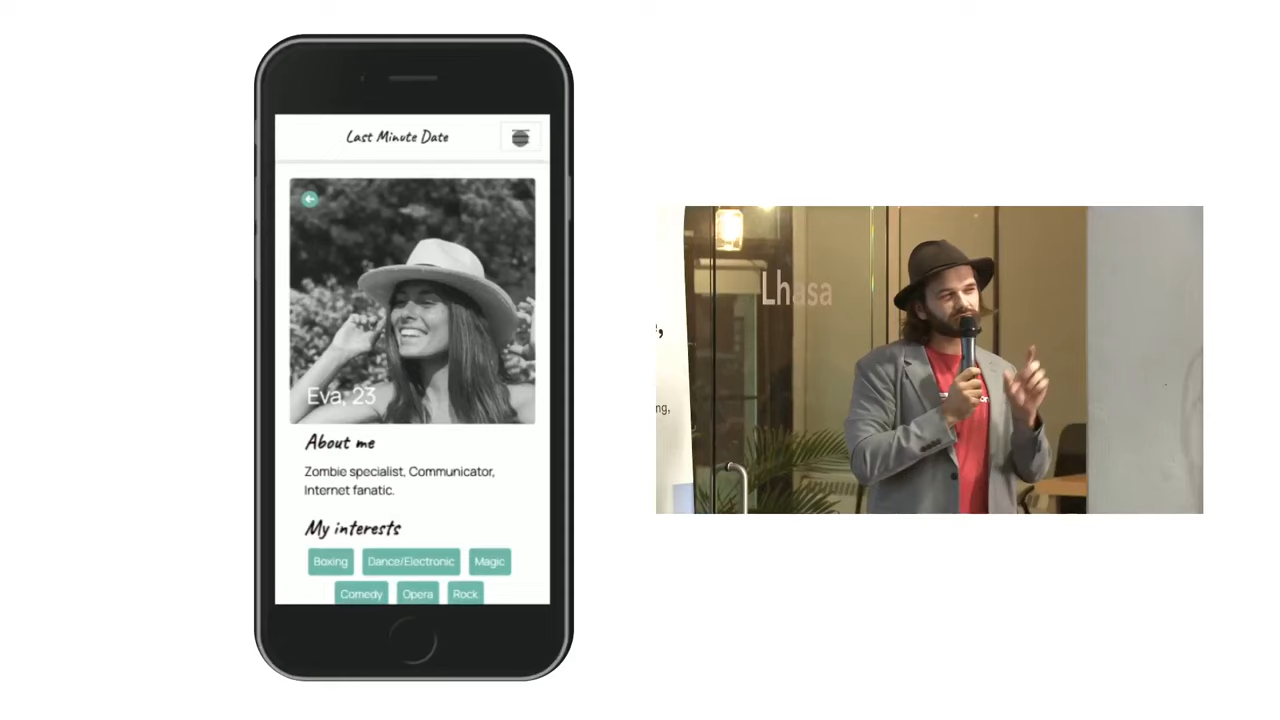 Last Minute Date
Eva, 23
About me
Zombie specialist, Communicator,
Internet fanatic.
My interests
Boxing
Dance/Electronic
Magic
Comedy
Opera
Rock
Lhasa
ng,